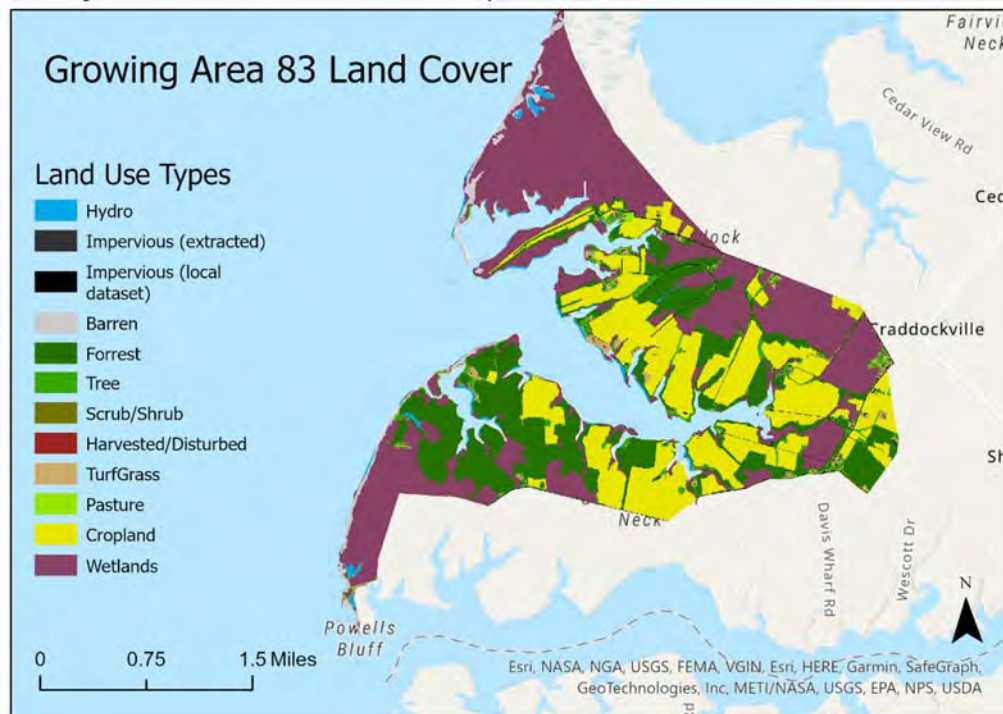 Growing Area 83 Land Cover
Land Use Types
Hydro
Impervious (extracted)
Impervious (local
dataset)
Barren
Forrest
Tree
Scrub/Shrub
Harvested/Disturbed
TurfGrass
Pasture
Cropland
Wetlands
0 0.75 1.5 Miles
Neck
Cedar View Rd
Craddockville
Neck
Davis Wharf Rd
Wescott Dr
N
Powells
Bluff
Esri, NASA, NGA, USGS, FEMA, VGIN, Esri, HERE, Garmin, SafeGraph,
GeoTechnologies, Inc, METI/NASA, USGS, EPA, NPS, USDA